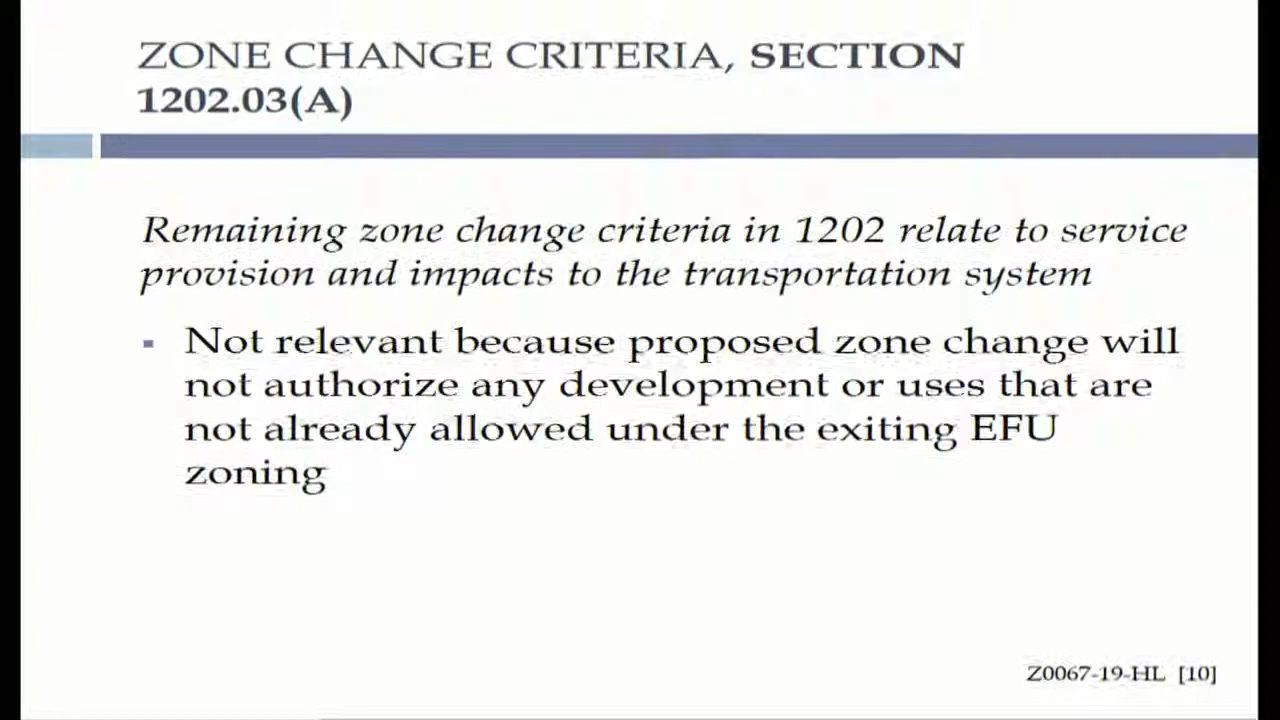 ZONE CHANGE CRITERIA, SECTION
1202.03(A)
Remaining zone change criteria in 1202 relate to service
provision and impacts to the transportation system
▪ Not relevant because proposed zone change will
not authorize any development or uses that are
not already allowed under the exiting EFU
zoning
Z0067-19-HL [10]